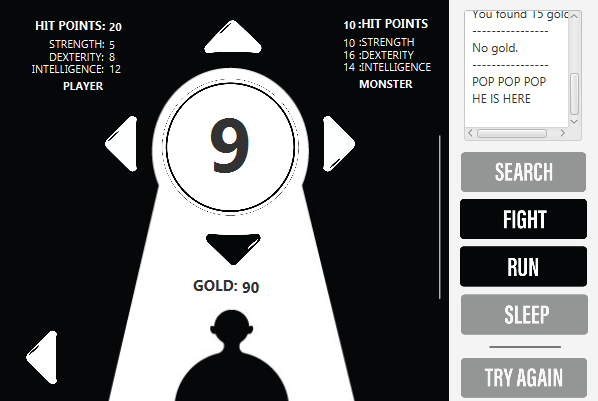 HIT POINTS: 20
STRENGTH: 5
DEXTERITY: 8
INTELLIGENCE: 12
PLAYER
10 :HIT POINTS
10 :STRENGTH
16 :DEXTERITY
14 :INTELLIGENCE
MONSTER
9
GOLD: 90
You found 15 gold
----------------
No gold.
----------------
POP POP POP
HE IS HERE
SEARCH
FIGHT
RUN
SLEEP
TRY AGAIN